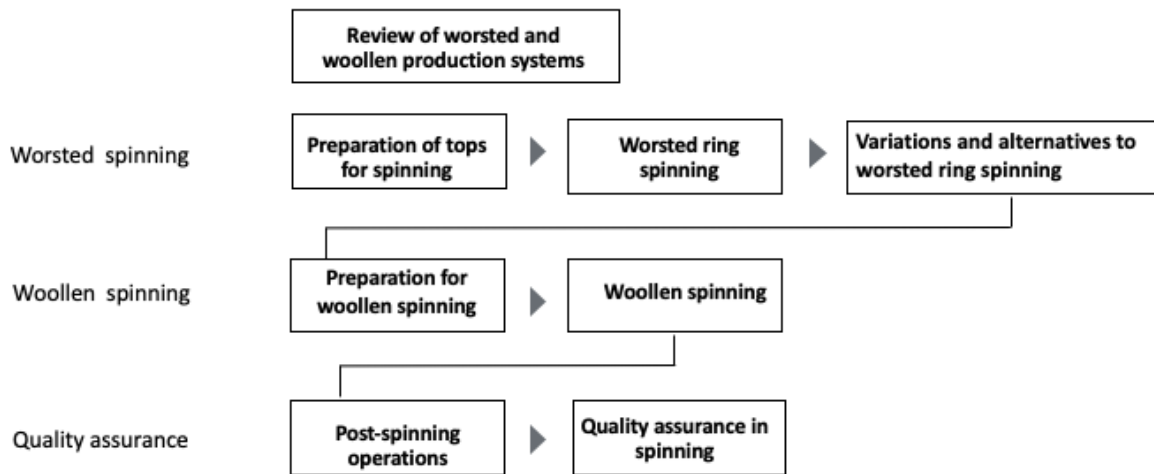 Review of worsted and
woollen production systems
Worsted spinning
Preparation of tops
for spinning
Worsted ring
spinning
Variations and alternatives to
worsted ring spinning
Woollen spinning
Preparation for
woollen spinning
Woollen spinning
Quality assurance
Post-spinning
operations
Quality assurance in
spinning